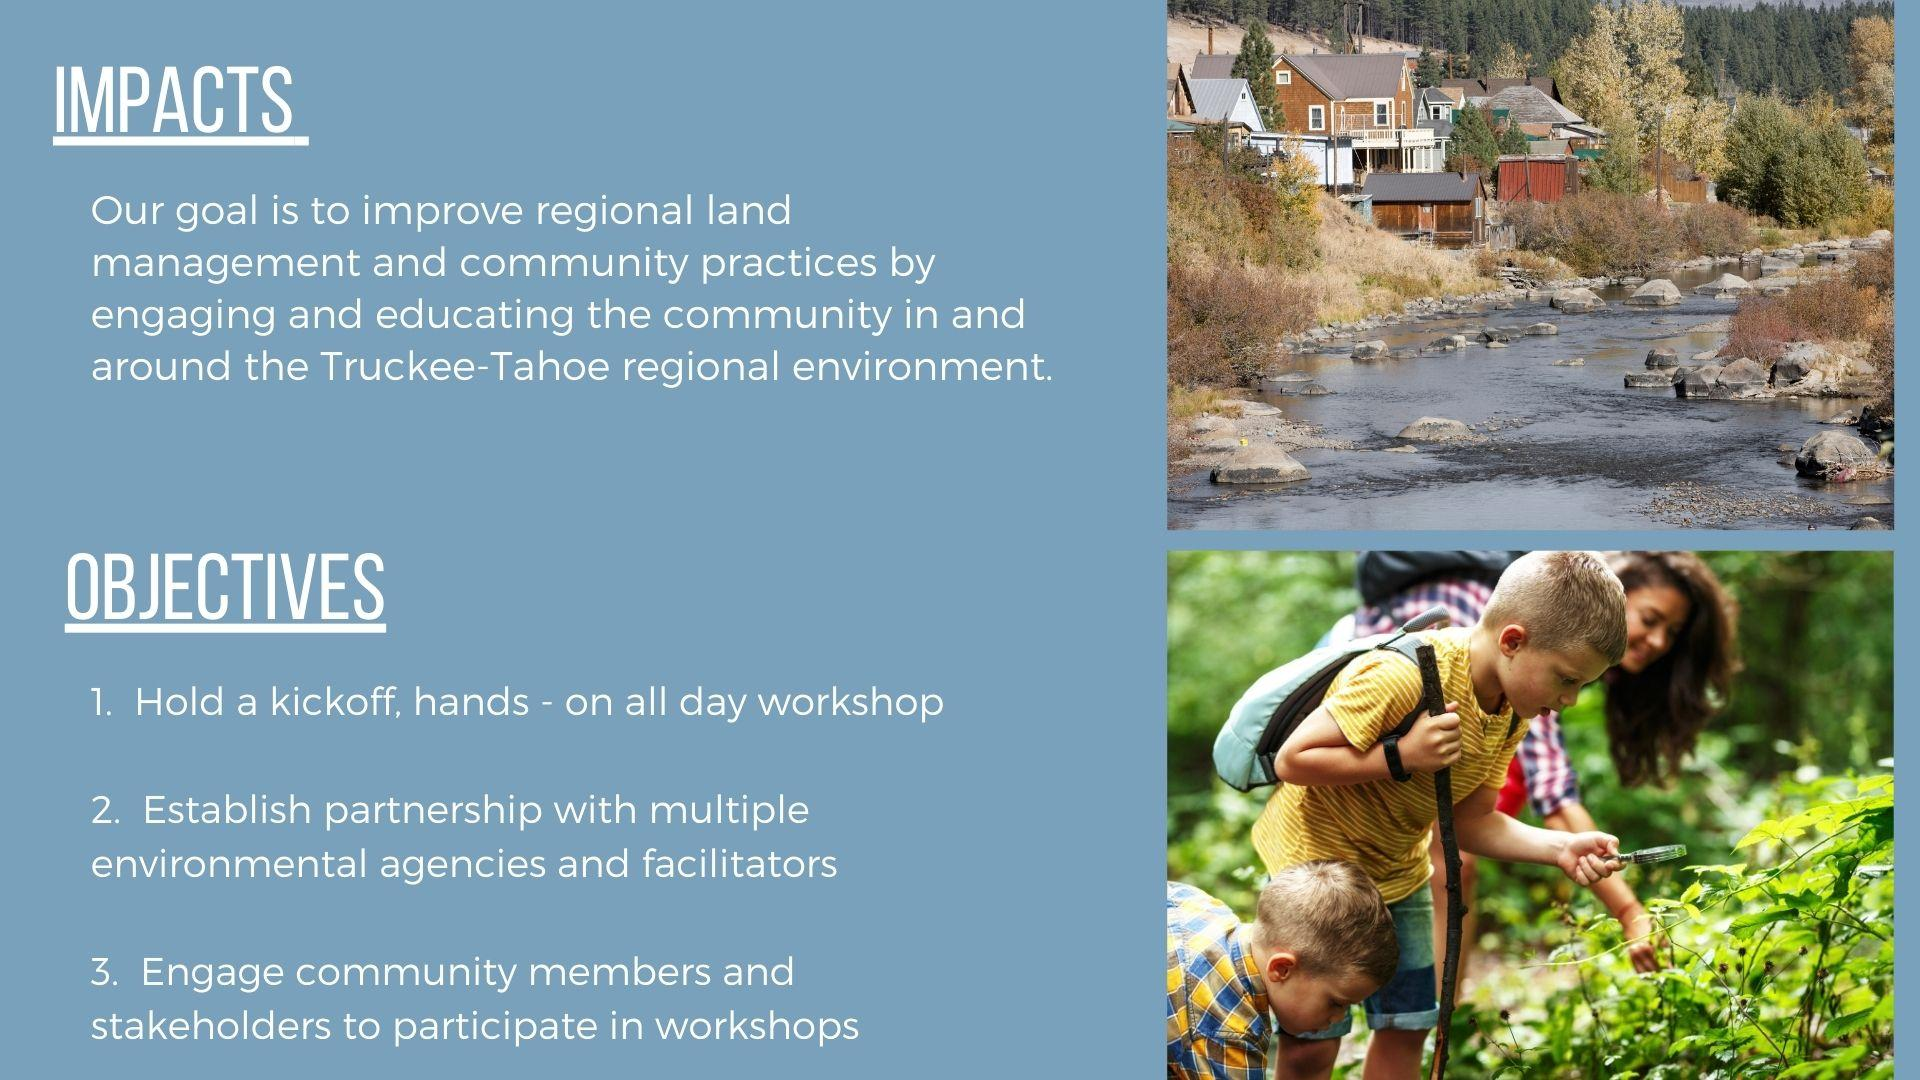 IMPACTS
Our goal is to improve regional land
management and community practices by
engaging and educating the community in and
around the Truckee-Tahoe regional environment.
OBJECTIVES
1. Hold a kickoff, hands - on all day workshop
2. Establish partnership with multiple
environmental agencies and facilitators
3. Engage community members and
stakeholders to participate in workshops